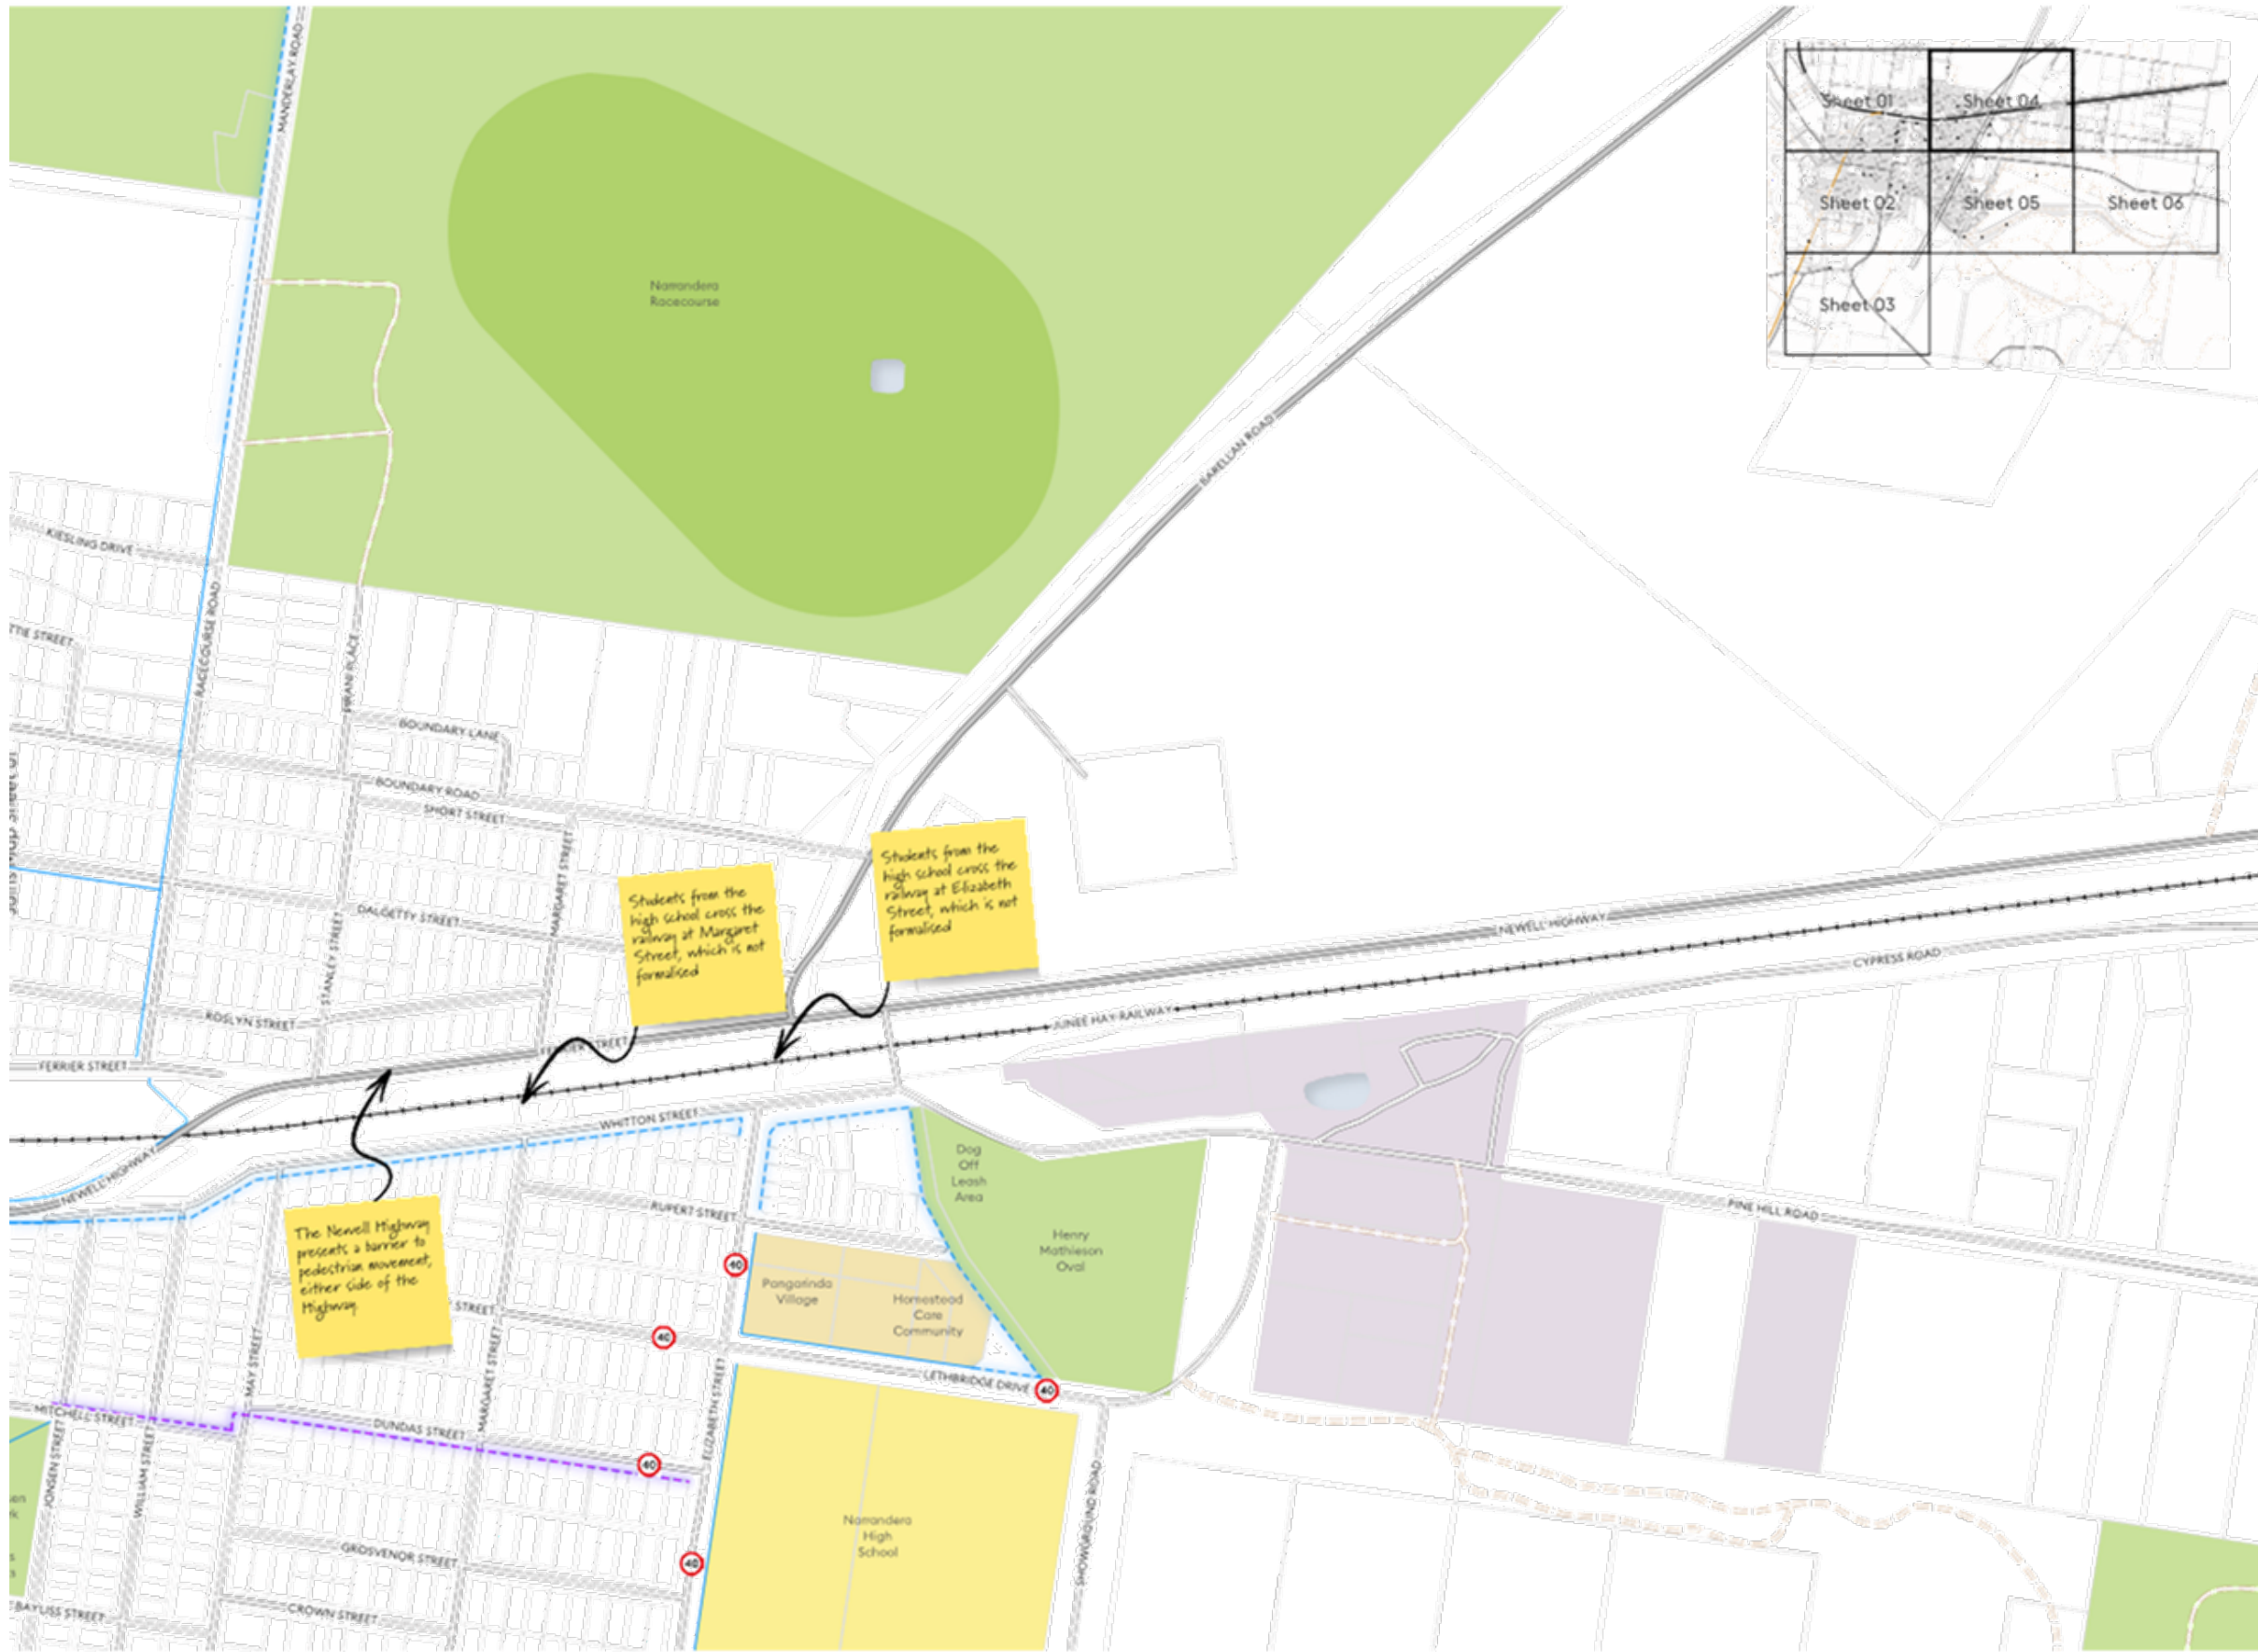 MANDERLAY ROAD
Sheet 01
Sheet 04
Sheet 02
Sheet 05
Sheet 06
Sheet 03
Narrandera
Racecourse
BARELLAN ROAD
KIESLING DRIVE
RACECOURSE ROAD
STREET
PLACE
BOUNDARY LANE
BOUNDARY ROAD
SHORT STREET
MARGARET STREET
DALGETTY STREET
STANLEY STREET
ROSLYN STREET
FERRIER STREET
Students from the
high school cross the
railway at Margaret
Street, which is not
formalised
Students from the
high school cross the
railway at Elizabeth
Street, which is not
formalised
NEWELL HIGHWAY
CYPRESS ROAD
JUNEE HAY RAILWAY
FERRIER STREET
WHITTON STREET
NEWELL HIGHWAY
Dog
Off
Leash
Area
Henry
Mathieson
Oval
RUPERT STREET
PINE HILL ROAD
The Newell Highway
presents a barrier to
pedestrian movement,
either side of the
Highway.
40
Pangarinda
Village
Homestead
Care
Community
STREET
40
LETHBRIDGE DRIVE
40
MAY STREET
MARGARET STREET
ELIZABETH STREET
MITCHELL STREET
DUNDAS STREET
40
JONSEN STREET
WILLIAM STREET
Narrandera
High
School
SHOWGROUND ROAD
GROSVENOR STREET
40
BAYLISS STREET
CROWN STREET